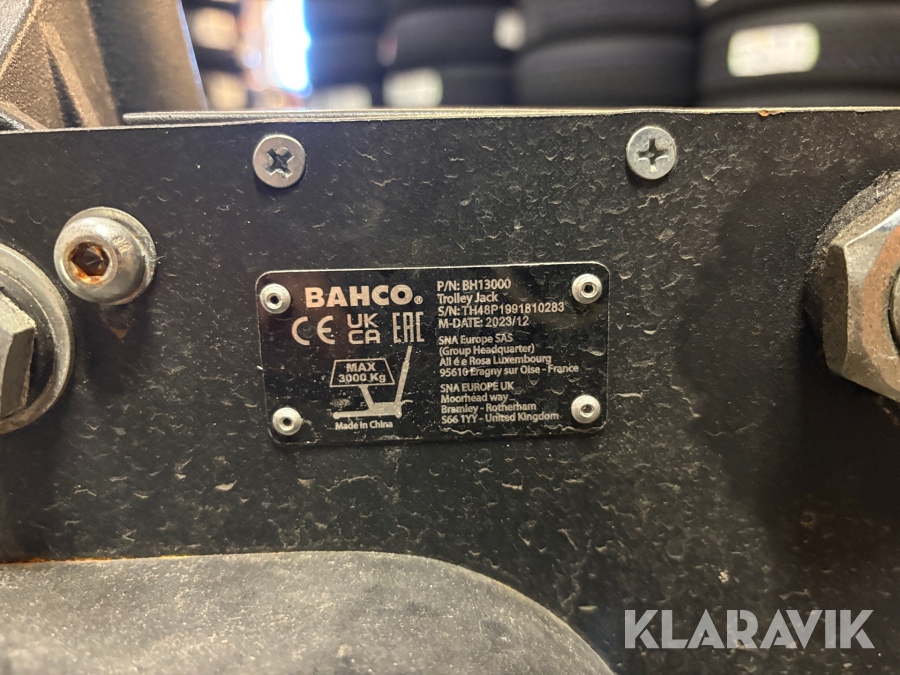 BAHCO®
CE UK CA EAC
MAX
3000 Kg
Made in China
P/N: BH13000
Trolley Jack
S/N: TH48P1991810283
M-DATE: 2023/12
SNA Europe SAS
(Group Headquarter)
All é e Rosa Luxembourg
95610 Eragny sur Oise - France
SNA EUROPE UK
Moorhead way
Bramley - Rotherham
S66 1YY - United Kingdom
KLARAVIK